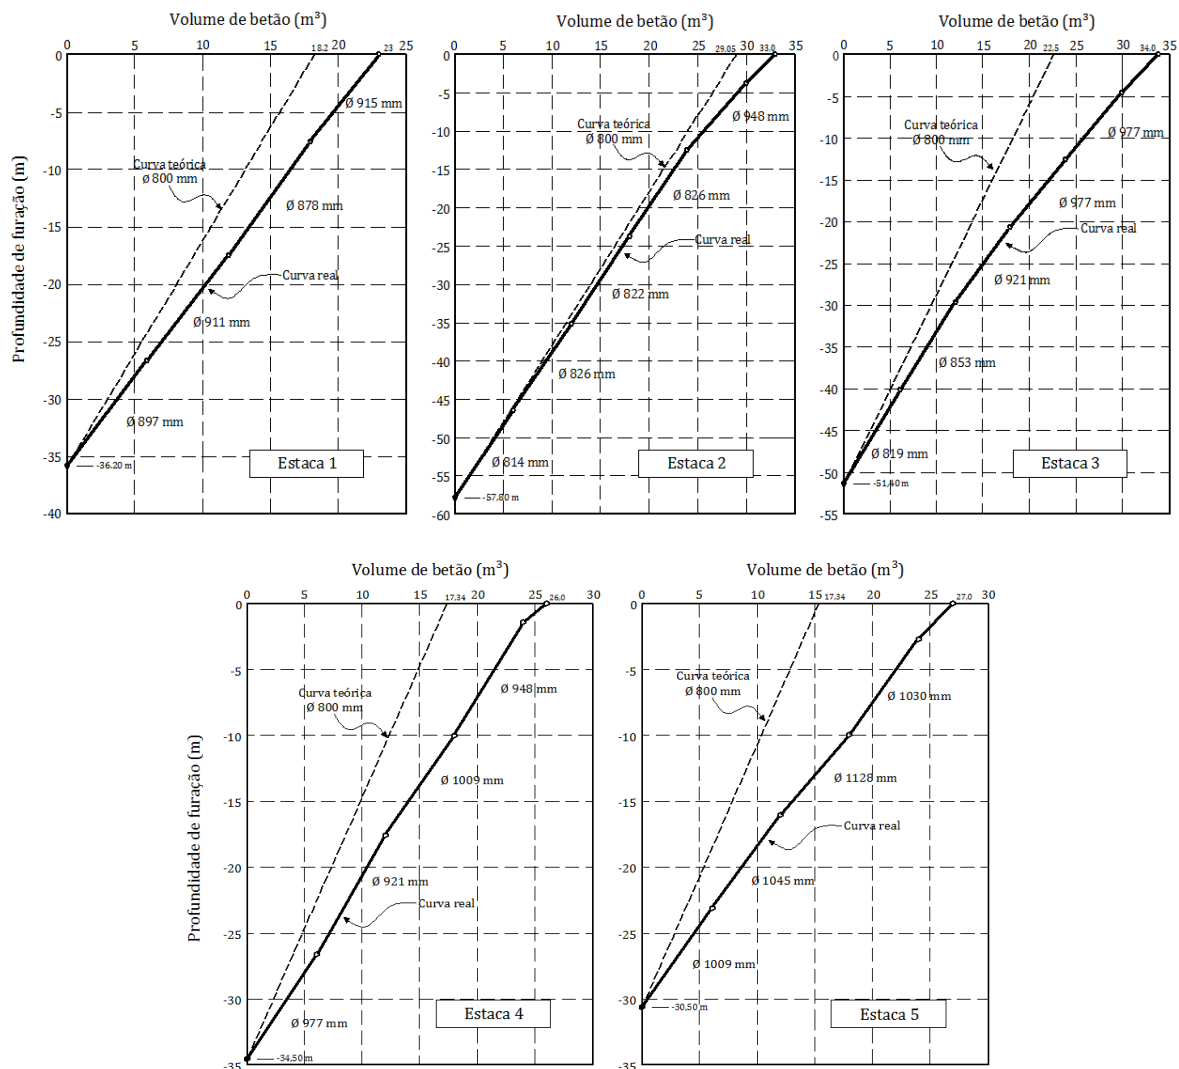 Volume de betão (m³)
0 5 10 15 18.2 20 23 25
0
-5
-10
-15
-20
-25
-30
-35
-40
Profundidade de furação (m)
Ø 915 mm
Curva teórica
Ø 800 mm
Ø 878 mm
Curva real
Ø 911 mm
Ø 897 mm
-36.20 m
Estaca 1
Volume de betão (m³)
0 5 10 15 20 25 29,05 30 33,0 35
0
-5
-10
-15
-20
-25
-30
-35
-40
-45
-50
-55
-60
Ø 948 mm
Curva teórica
Ø 800 mm
Ø 826 mm
Curva real
Ø 822 mm
Ø 826 mm
Ø 814 mm
-57,80 m
Estaca 2
Volume de betão (m³)
0 5 10 15 20 22,5 25 30 34,0 35
0
-5
-10
-15
-20
-25
-30
-35
-40
-45
-50
-55
Curva teórica
Ø 800 mm
Ø 977 mm
Ø 977 mm
Curva real
Ø 921 mm
Ø 853 mm
Ø 819 mm
-51,40 m
Estaca 3
Volume de betão (m³)
0 5 10 15 17,34 20 25 26,0 30
0
-5
-10
-15
-20
-25
-30
-35
Profundidade de furação (m)
Curva teórica
Ø 800 mm
Ø 948 mm
Ø 1009 mm
Ø 921 mm
Curva real
Ø 977 mm
-34,50 m
Estaca 4
Volume de betão (m³)
0 5 10 15 17,34 20 25 27,0 30
0
-5
-10
-15
-20
-25
-30
-35
Curva teórica
Ø 800 mm
Ø 1030 mm
Ø 1128 mm
Curva real
Ø 1045 mm
Ø 1009 mm
-30,50 m
Estaca 5